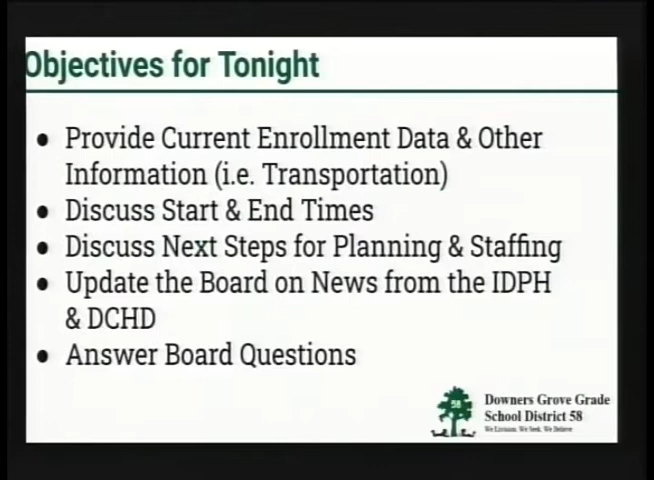 Objectives for Tonight
● Provide Current Enrollment Data & Other
Information (i.e. Transportation)
● Discuss Start & End Times
● Discuss Next Steps for Planning & Staffing
● Update the Board on News from the IDPH
& DCHD
● Answer Board Questions
58
Downers Grove Grade
School District 58